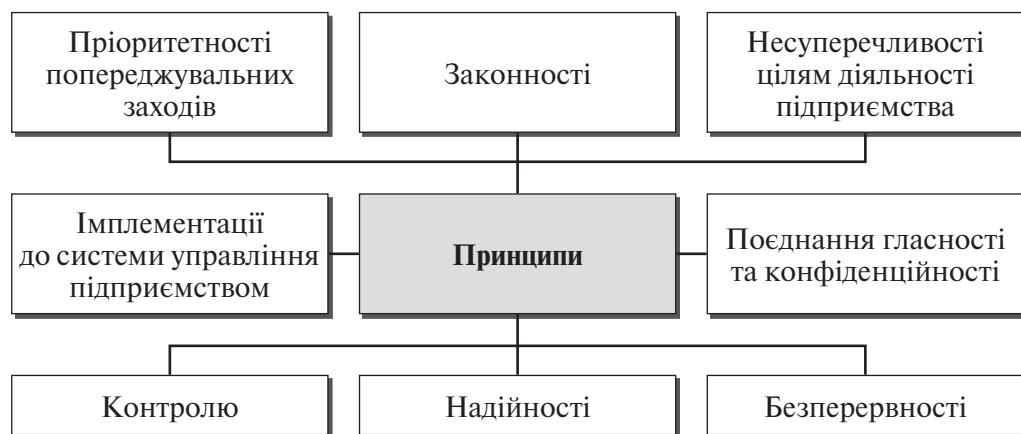 Пріоритетності
попереджувальних
заходів
Законності
Несуперечливості
цілям діяльності
підприємства
Імплементації
до системи управління
підприємством
Принципи
Поєднання гласності
та конфіденційності
Контролю
Надійності
Безперервності